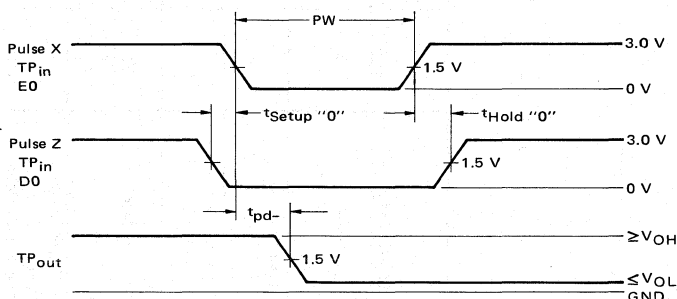 PW
Pulse X
TPin
E0
3.0 V
1.5 V
0 V
tSetup "0"
tHold "0"
Pulse Z
TPin
D0
3.0 V
1.5 V
0 V
tpd-
TPout
1.5 V
≥VOH
≤VOL
GND